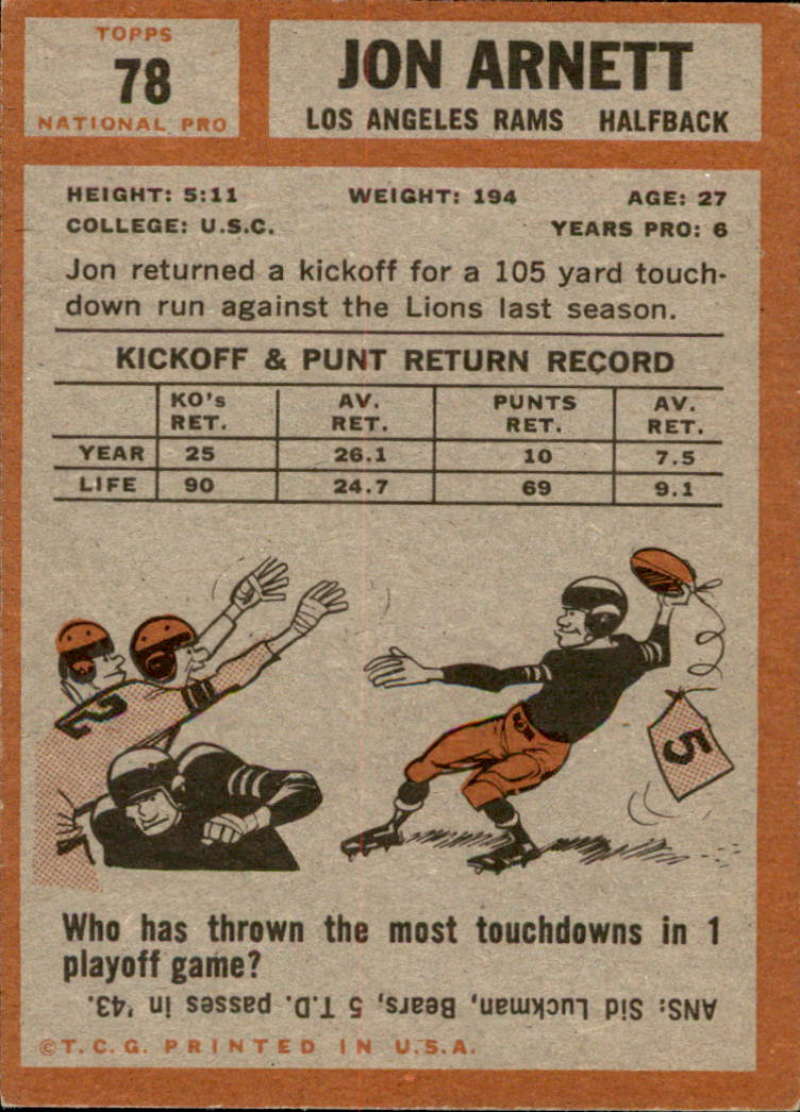 TOPPS
78
NATIONAL PRO
JON ARNETT
LOS ANGELES RAMS HALFBACK
HEIGHT: 5:11 WEIGHT: 194 AGE: 27
COLLEGE: U.S.C. YEARS PRO: 6
Jon returned a kickoff for a 105 yard touch-
down run against the Lions last season.
KICKOFF & PUNT RETURN RECORD
KO's RET. AV. RET. PUNTS RET. AV. RET.
YEAR 25 26.1 10 7.5
LIFE 90 24.7 69 9.1
2
5
Who has thrown the most touchdowns in 1
playoff game?
ANS: Sid Luckman, Bears, 5 T.D. passes in '43.
©T.C.G. PRINTED IN U.S.A.